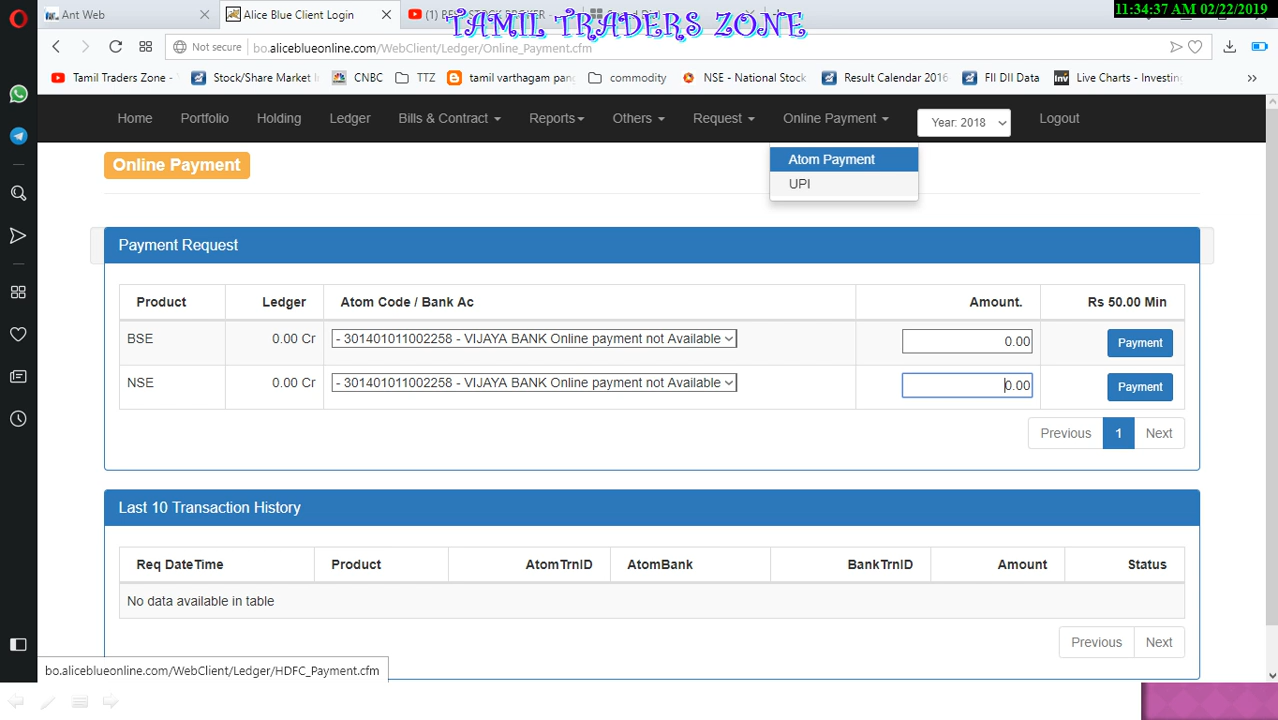 11:34:37 AM 02/22/2019
TAMIL TRADERS ZONE
Ant Web
Alice Blue Client Login
Not secure
bo.aliceblueonline.com/WebClient/Ledger/Online_Payment.cfm
Tamil Traders Zone -
Stock/Share Market
CNBC
TTZ
tamil varthagam
commodity
NSE - National Stock
Result Calendar 2016
FII DII Data
Live Charts - Investin
Home
Portfolio
Holding
Ledger
Bills & Contract
Reports
Others
Request
Online Payment
Year: 2018
Logout
Atom Payment
UPI
Online Payment
Payment Request
Product Ledger Atom Code / Bank Ac Amount. Rs 50.00 Min
BSE 0.00 Cr - 301401011002258 - VIJAYA BANK Online payment not Available 0.00 Payment
NSE 0.00 Cr - 301401011002258 - VIJAYA BANK Online payment not Available 0.00 Payment
Previous 1 Next
Last 10 Transaction History
Req DateTime Product AtomTrnID AtomBank BankTrnID Amount Status
No data available in table
Previous Next
bo.aliceblueonline.com/WebClient/Ledger/HDFC_Payment.cfm